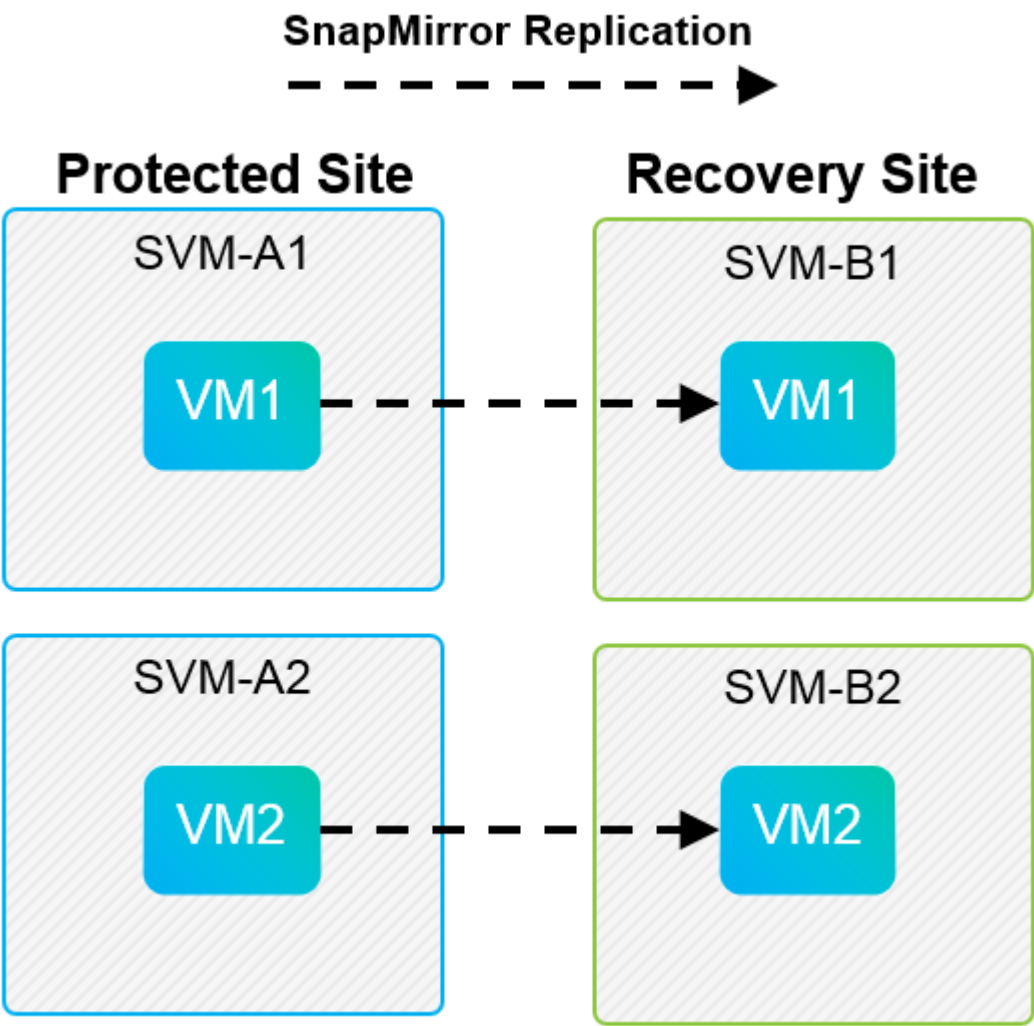 SnapMirror Replication
Protected Site
Recovery Site
SVM-A1
SVM-B1
VM1
VM1
SVM-A2
SVM-B2
VM2
VM2